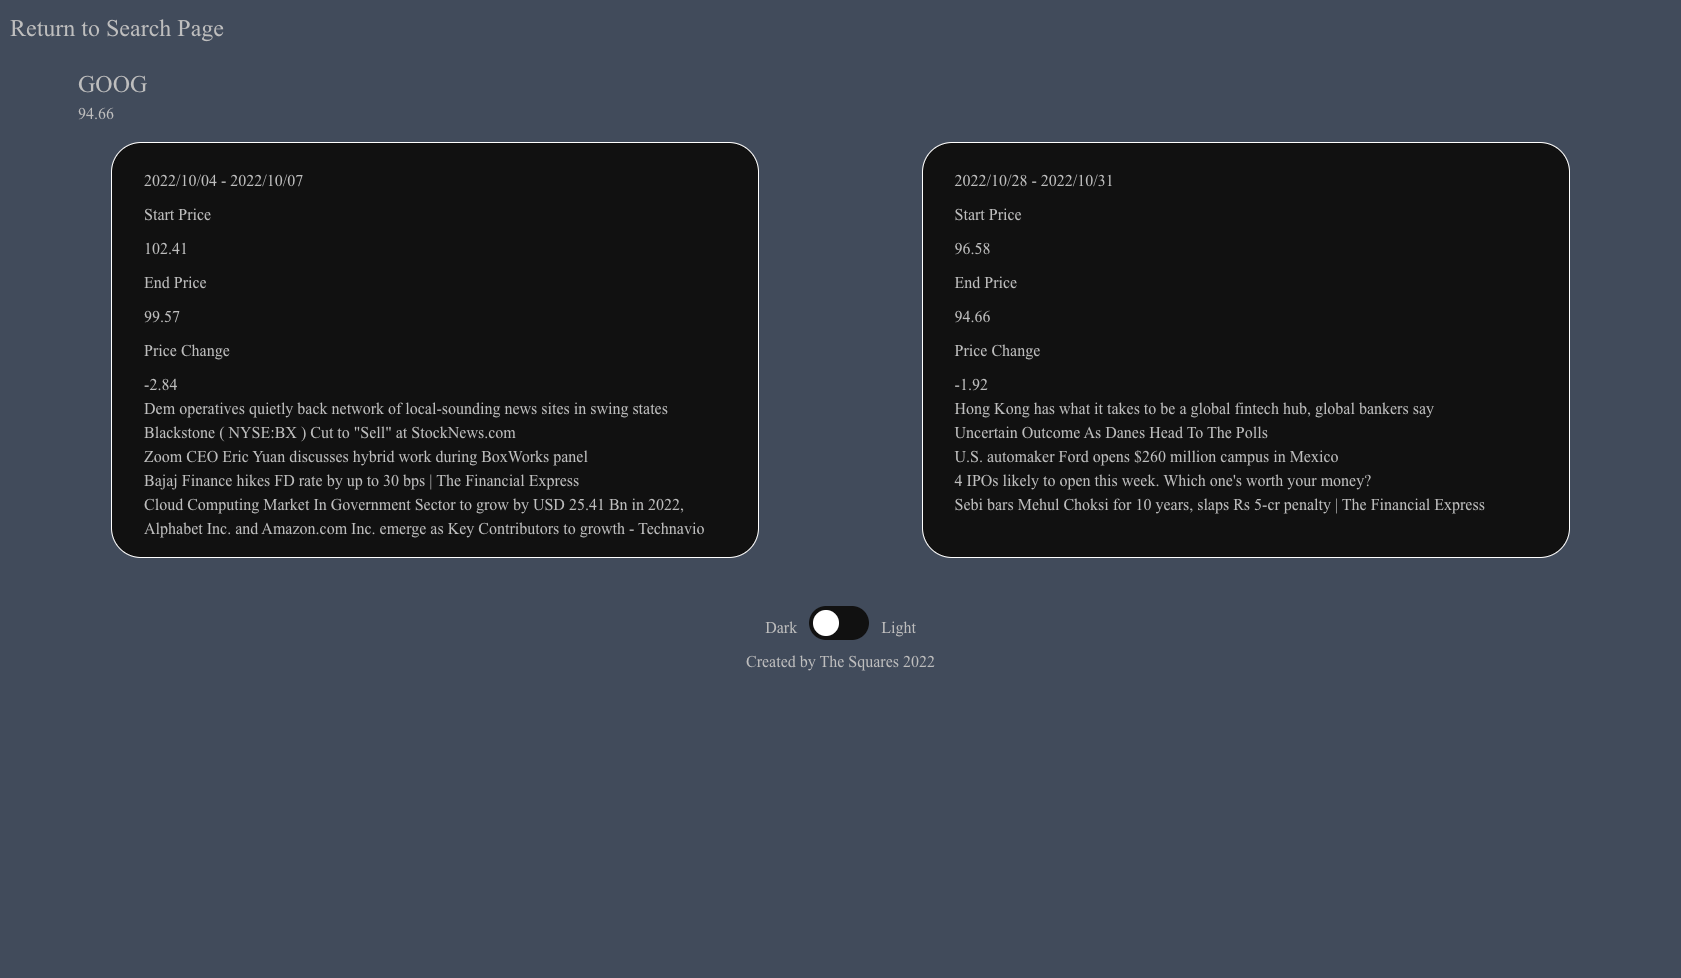 Return to Search Page
GOOG
94.66
2022/10/04 - 2022/10/07
Start Price
102.41
End Price
99.57
Price Change
-2.84
Dem operatives quietly back network of local-sounding news sites in swing states
Blackstone ( NYSE:BX ) Cut to "Sell" at StockNews.com
Zoom CEO Eric Yuan discusses hybrid work during BoxWorks panel
Bajaj Finance hikes FD rate by up to 30 bps | The Financial Express
Cloud Computing Market In Government Sector to grow by USD 25.41 Bn in 2022,
Alphabet Inc. and Amazon.com Inc. emerge as Key Contributors to growth - Technavio
2022/10/28 - 2022/10/31
Start Price
96.58
End Price
94.66
Price Change
-1.92
Hong Kong has what it takes to be a global fintech hub, global bankers say
Uncertain Outcome As Danes Head To The Polls
U.S. automaker Ford opens $260 million campus in Mexico
4 IPOs likely to open this week. Which one's worth your money?
Sebi bars Mehul Choksi for 10 years, slaps Rs 5-cr penalty | The Financial Express
Dark Light
Created by The Squares 2022